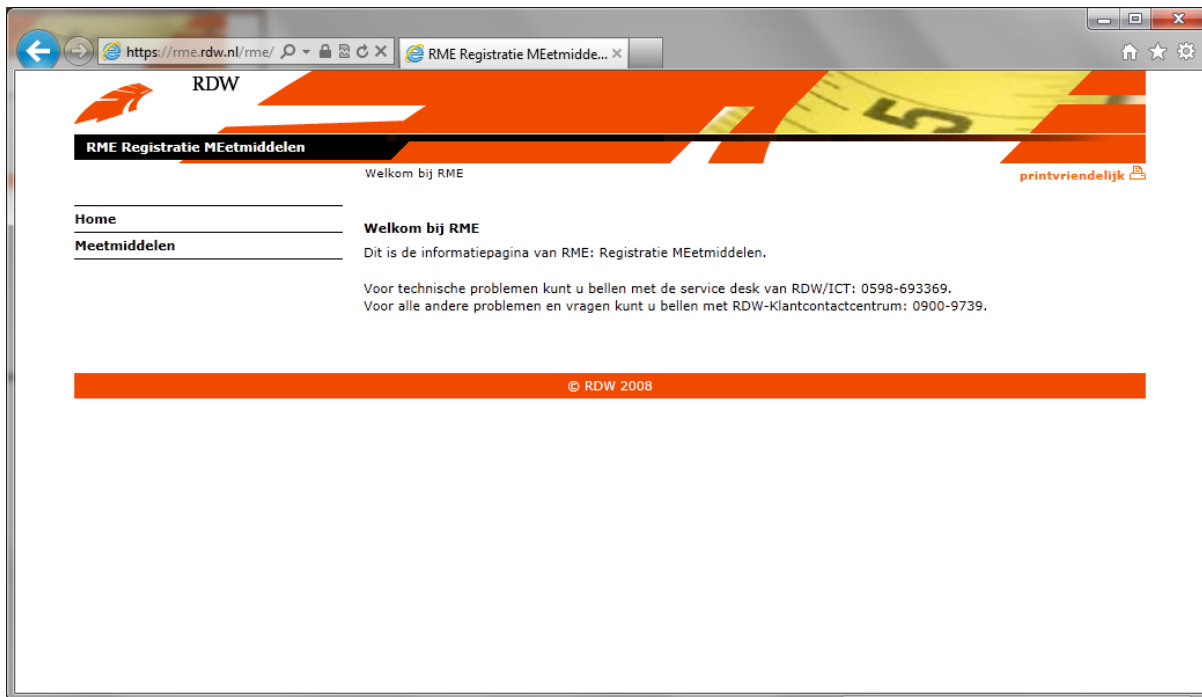 https://rme.rdw.nl/rme/
RME Registratie MEetmidde...
RDW
5
RME Registratie MEetmiddelen
Welkom bij RME
printvriendelijk
Home
Meetmiddelen
Welkom bij RME
Dit is de informatiepagina van RME: Registratie MEetmiddelen.
Voor technische problemen kunt u bellen met de service desk van RDW/ICT: 0598-693369.
Voor alle andere problemen en vragen kunt u bellen met RDW-Klantcontactcentrum: 0900-9739.
© RDW 2008